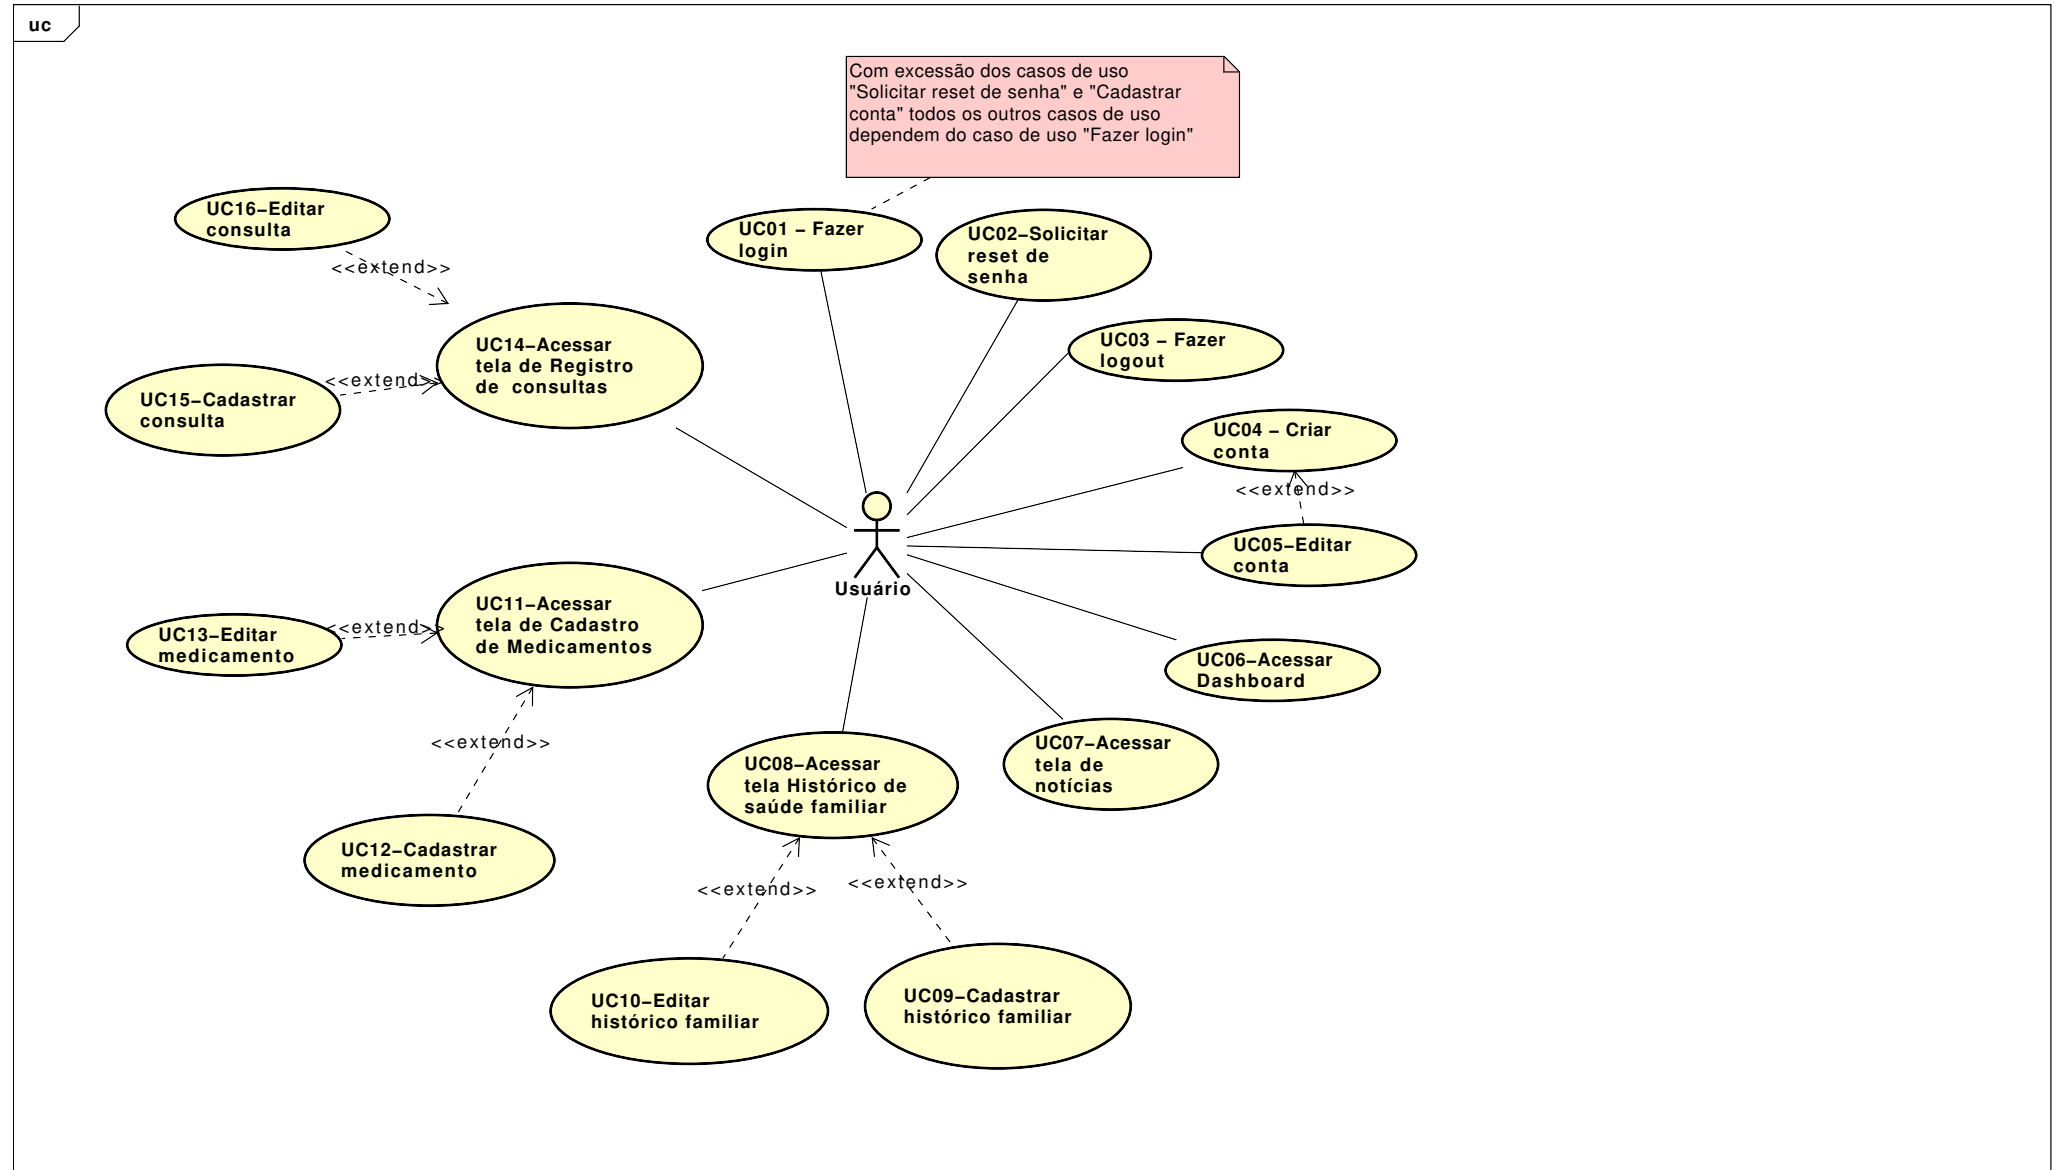 uc
Com excessão dos casos de uso
"Solicitar reset de senha" e "Cadastrar
conta" todos os outros casos de uso
dependem do caso de uso "Fazer login"
UC16–Editar
consulta
<<extend>>
UC01 – Fazer
login
UC02–Solicitar
reset de
senha
UC14–Acessar
tela de Registro
de consultas
UC03 – Fazer
logout
<<extend>>
UC15–Cadastrar
consulta
UC04 – Criar
conta
<<extend>>
UC05–Editar
conta
Usuário
UC11–Acessar
tela de Cadastro
de Medicamentos
<<extend>>
UC13–Editar
medicamento
UC06–Acessar
Dashboard
<<extend>>
UC07–Acessar
tela de
notícias
UC08–Acessar
tela Histórico de
saúde familiar
UC12–Cadastrar
medicamento
<<extend>>
<<extend>>
UC10–Editar
histórico familiar
UC09–Cadastrar
histórico familiar